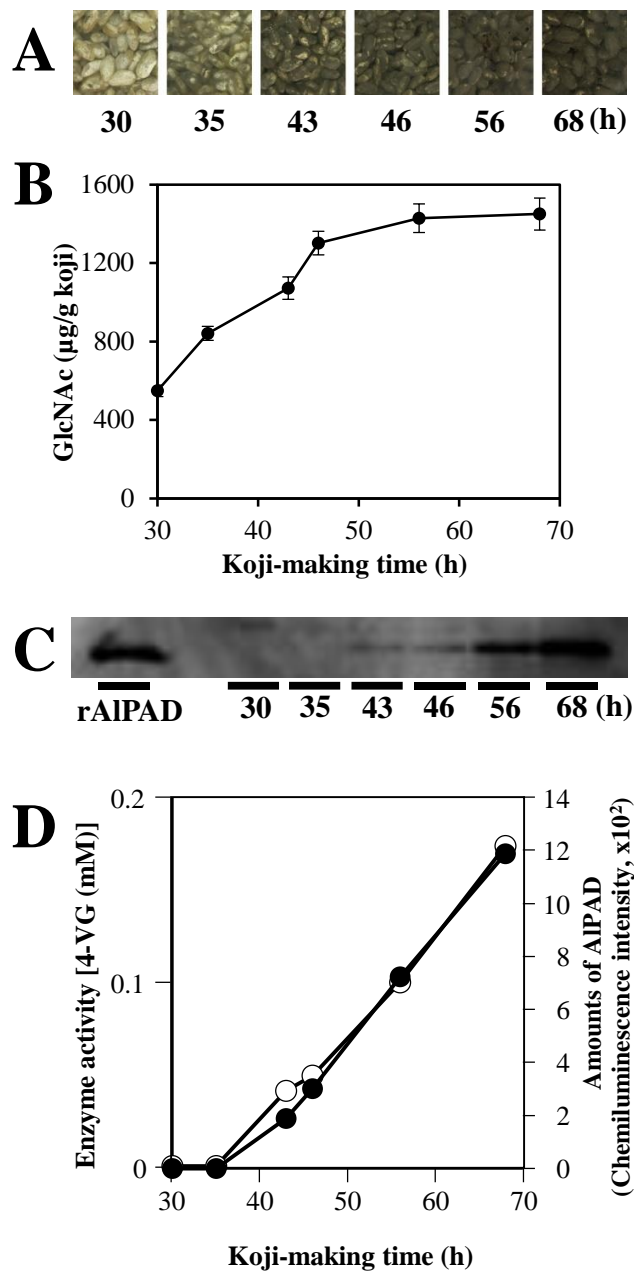 A
30 35 43 46 56 68 (h)
B
GlcNAc (μg/g koji)
1600
1200
800
400
0
30 40 50 60 70
Koji-making time (h)
C
rAlPAD 30 35 43 46 56 68 (h)
D
Enzyme activity [4-VG (mM)]
0.2
0.1
0
14
12
10
8
6
4
2
0
Amounts of AlPAD
(Chemiluminescence intensity, x10²)
30 40 50 60 70
Koji-making time (h)